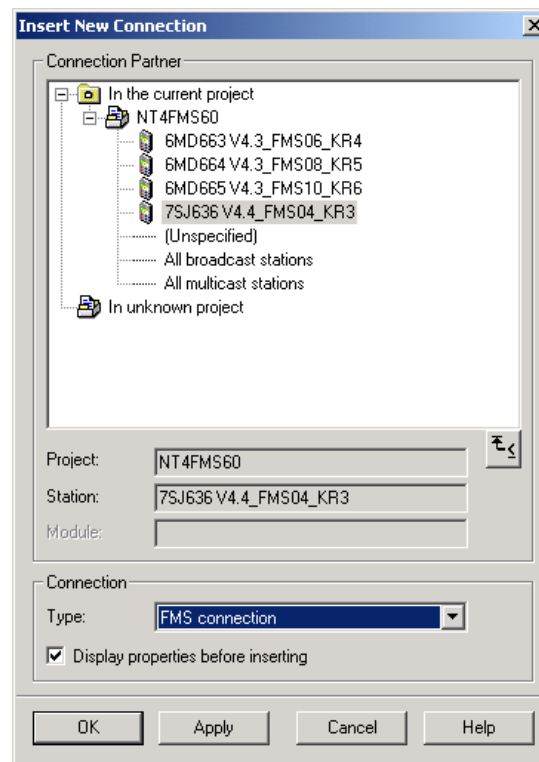 Insert New Connection
Connection Partner
In the current project
NT4FMS60
6MD663 V4.3_FMS06_KR4
6MD664 V4.3_FMS08_KR5
6MD665 V4.3_FMS10_KR6
7SJ636 V4.4_FMS04_KR3
(Unspecified)
All broadcast stations
All multicast stations
In unknown project
Project: NT4FMS60
Station: 7SJ636 V4.4_FMS04_KR3
Module:
Connection
Type: FMS connection
Display properties before inserting
OK Apply Cancel Help